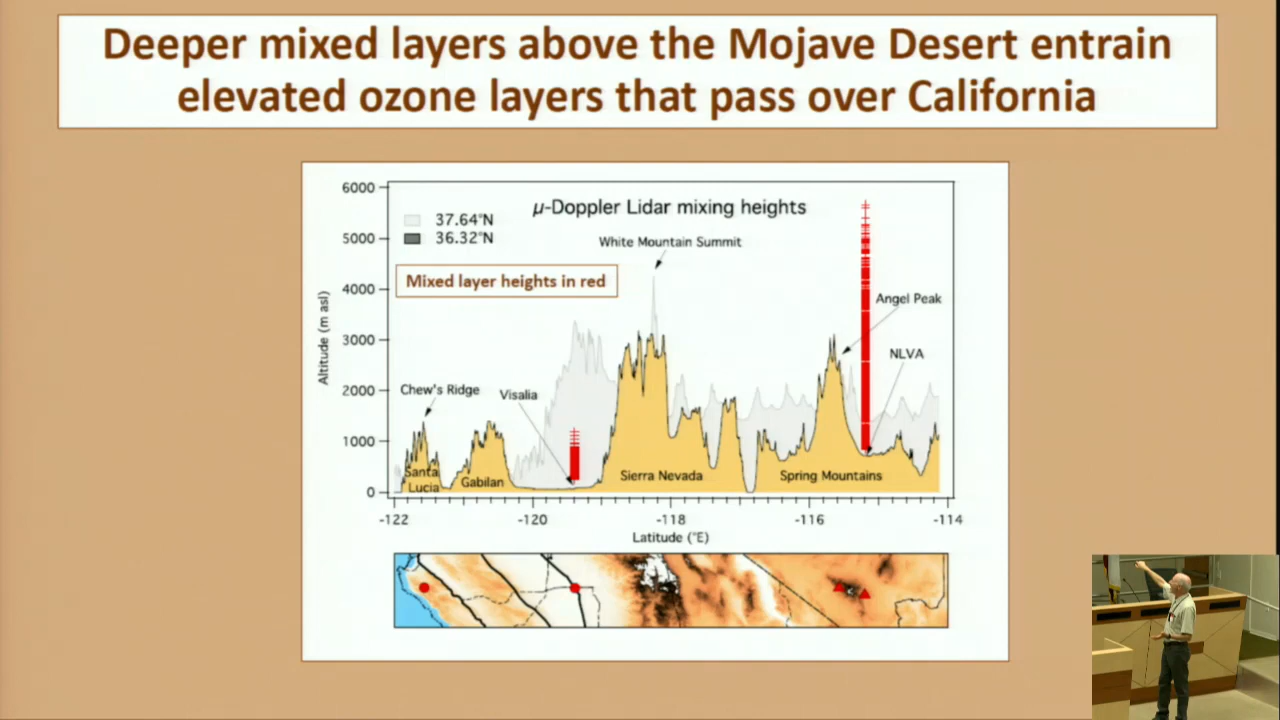 Deeper mixed layers above the Mojave Desert entrain
elevated ozone layers that pass over California
6000
μ-Doppler Lidar mixing heights
37.64°N
36.32°N
5000
White Mountain Summit
Mixed layer heights in red
4000
Angel Peak
Altitude (m asl)
3000
NLVA
Chew's Ridge
Visalia
2000
1000
Santa
Lucia
Gabilan
Sierra Nevada
Spring Mountains
0
-122
-120
-118
-116
-114
Latitude (°E)